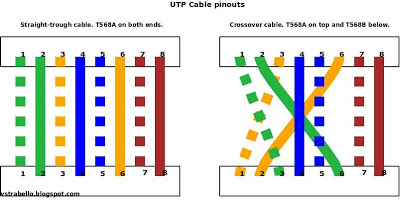 UTP Cable pinouts
Straight-trough cable. T568A on both ends.
Crossover cable. T568A on top and T568B below.
1 2 3 4 5 6 7 8
1 2 3 4 5 6 7 8
1 2 3 4 5 6 7 8
1 2 3 4 5 6 7 8
vstrabello.blogspot.com